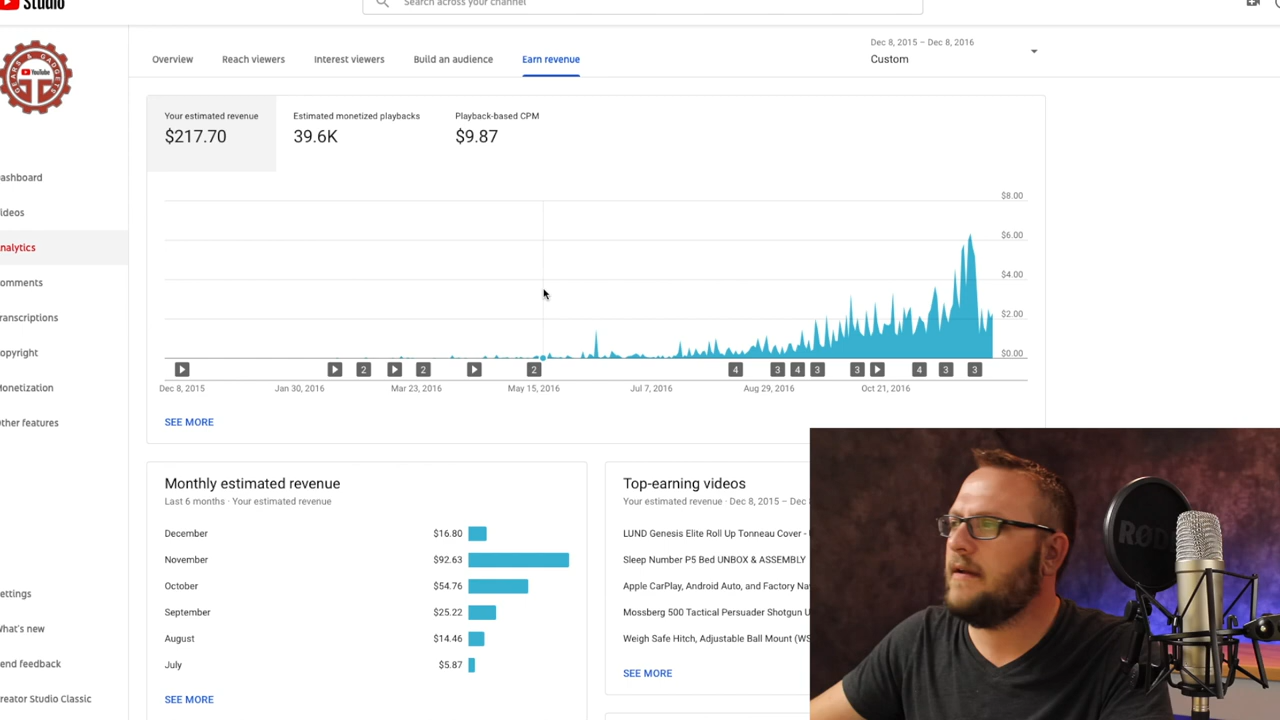 Studio
Search across your channel
GEARS & GADGETS
YouTube
Overview
Reach viewers
Interest viewers
Build an audience
Earn revenue
Dec 8, 2015 – Dec 8, 2016
Custom
Your estimated revenue
$217.70
Estimated monetized playbacks
39.6K
Playback-based CPM
$9.87
ashboard
ideos
nalytics
omments
ranscriptions
opyright
onetization
ther features
ettings
hat's new
end feedback
reator Studio Classic
$8.00
$6.00
$4.00
$2.00
$0.00
2 2 2 4 3 4 3 3 4 3 3
Dec 8, 2015 Jan 30, 2016 Mar 23, 2016 May 15, 2016 Jul 7, 2016 Aug 29, 2016 Oct 21, 2016
SEE MORE
Monthly estimated revenue
Last 6 months · Your estimated revenue
December $16.80
November $92.63
October $54.76
September $25.22
August $14.46
July $5.87
SEE MORE
Top-earning videos
Your estimated revenue · Dec 8, 2015 – Dec
LUND Genesis Elite Roll Up Tonneau Cover -
Sleep Number P5 Bed UNBOX & ASSEMBLY
Apple CarPlay, Android Auto, and Factory Na
Mossberg 500 Tactical Persuader Shotgun U
Weigh Safe Hitch, Adjustable Ball Mount (WS
SEE MORE
RØDE